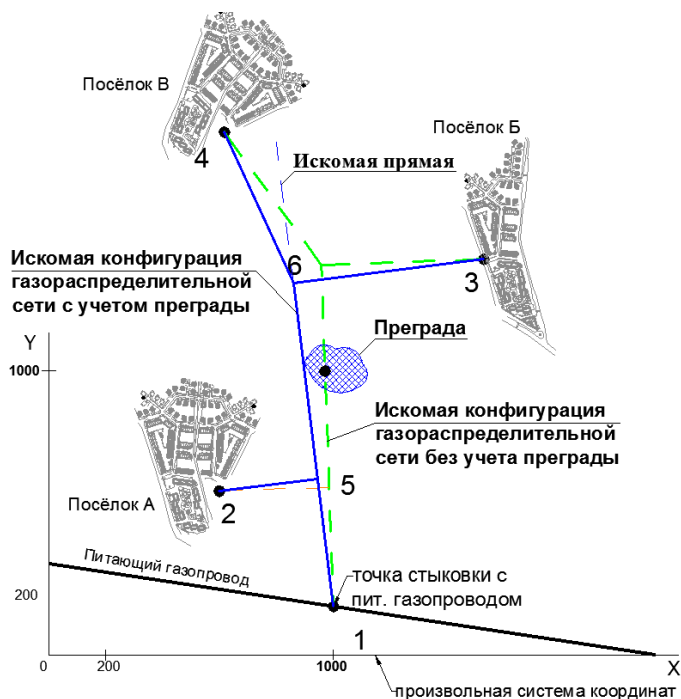 Посёлок В
4
Искомая прямая
Посёлок Б
3
6
Искомая конфигурация
газораспределительной
сети с учетом преграды
Преграда
Y
1000
Искомая конфигурация
газораспределительной
сети без учета преграды
5
2
Посёлок А
Питающий газопровод
точка стыковки с
пит. газопроводом
200
1
0
200
1000
X
произвольная система координат